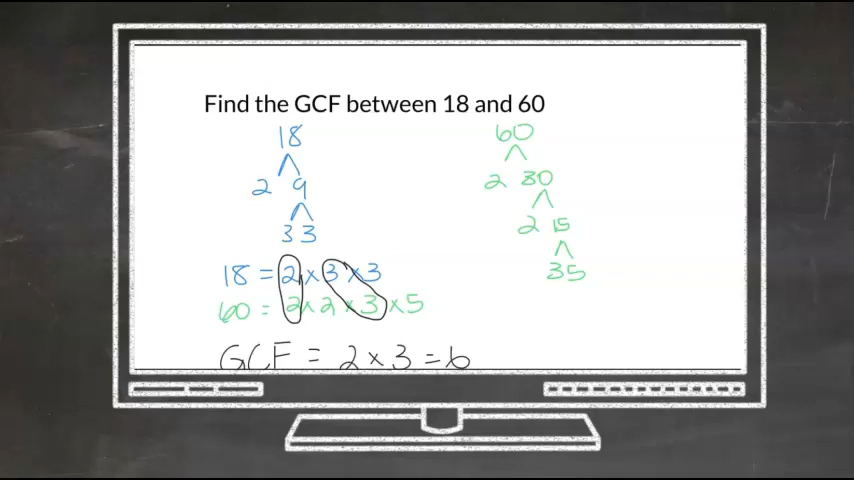 Find the GCF between 18 and 60
18 60
2 9 2 30
3 3 2 15
3 5
18 = 2 × 3 × 3
60 = 2 × 2 × 3 × 5
GCF = 2 × 3 = 6